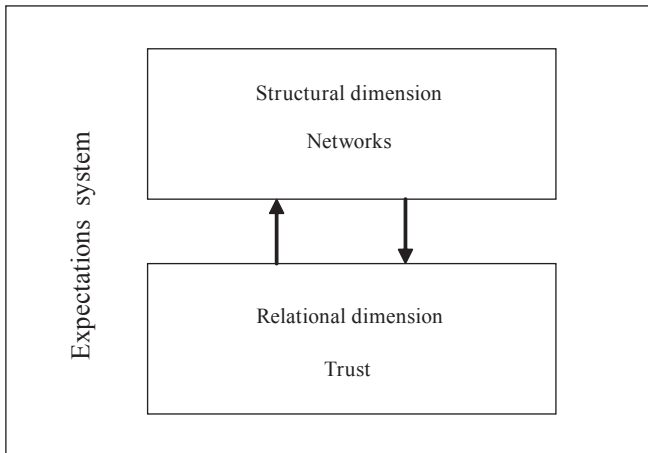 Expectations system
Structural dimension
Networks
Relational dimension
Trust